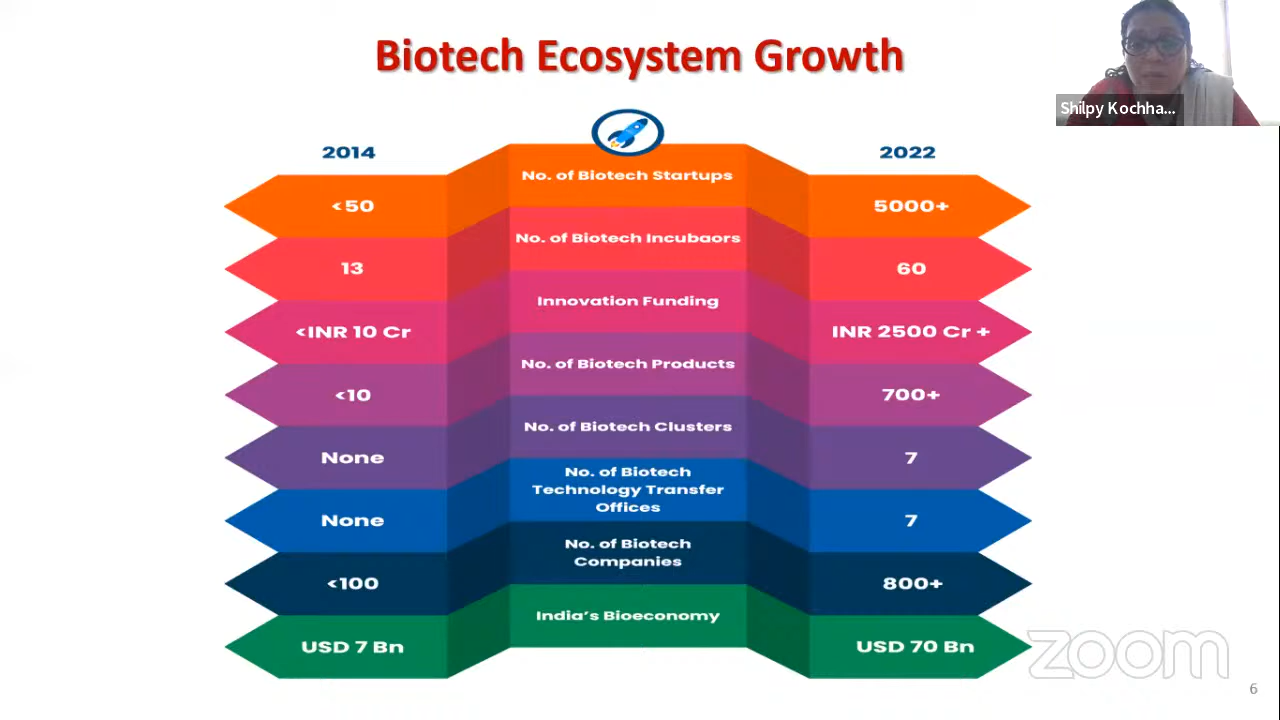 Biotech Ecosystem Growth
Shilpy Kochha...
2014
2022
No. of Biotech Startups
<50
5000+
No. of Biotech Incubaors
13
60
Innovation Funding
<INR 10 Cr
INR 2500 Cr +
No. of Biotech Products
<10
700+
No. of Biotech Clusters
None
7
No. of Biotech
Technology Transfer
Offices
None
7
No. of Biotech
Companies
<100
800+
India's Bioeconomy
USD 7 Bn
USD 70 Bn
zoom
6